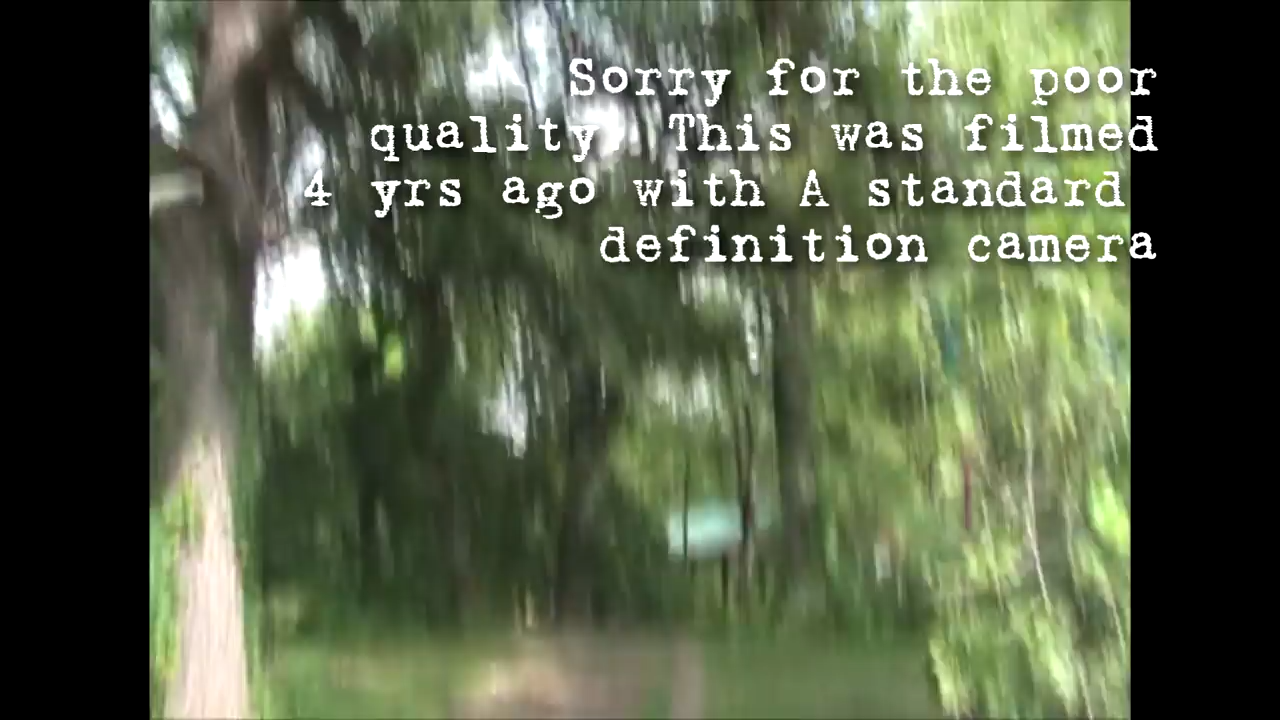 Sorry for the poor
quality. This was filmed
4 yrs ago with A standard
definition camera